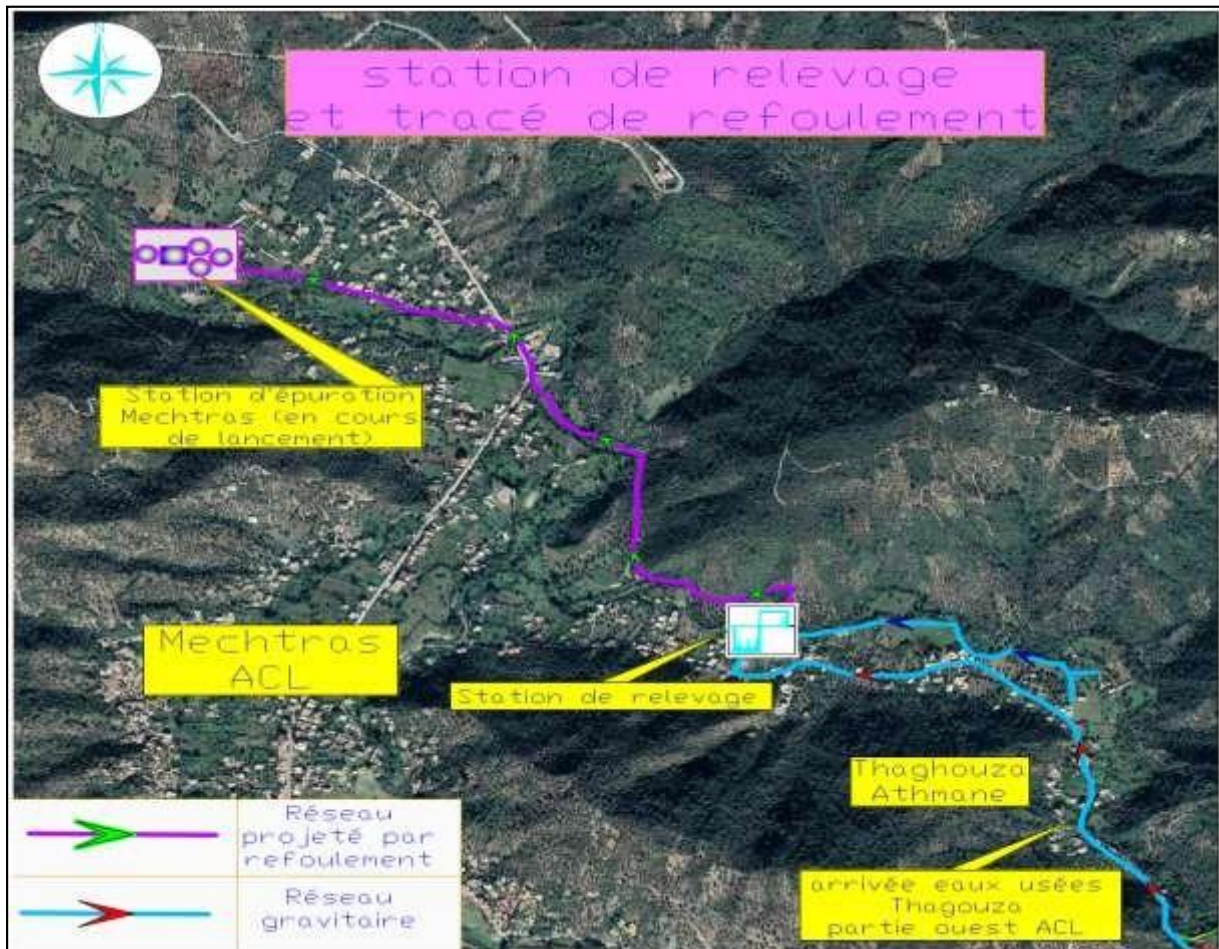 N
station de relevage
et tracé de refoulement
Station d'épuration
Mechtras (en cours
de lancement)
Mechtras
ACL
Station de relevage
Thaghouza
Athmane
arrivée eaux usées
Thagouza
partie ouest ACL
Réseau
projeté par
refoulement
Réseau
gravitaire